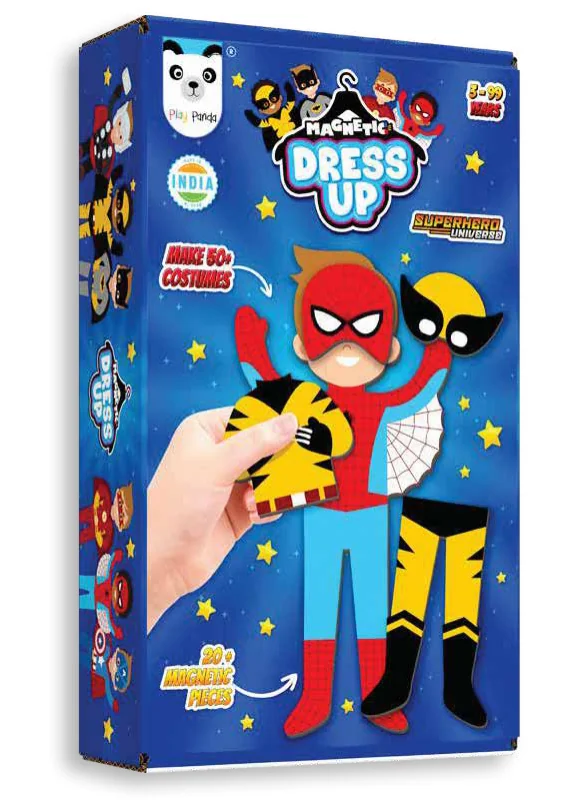 Play Panda
®
MAGNETIC
DRESS
UP
3 - 99
YEARS
INDIA
SUPERHERO
UNIVERSE
MAKE 50+
COSTUMES
20 +
MAGNETIC
PIECES
MAGNETIC
DRESS
UP